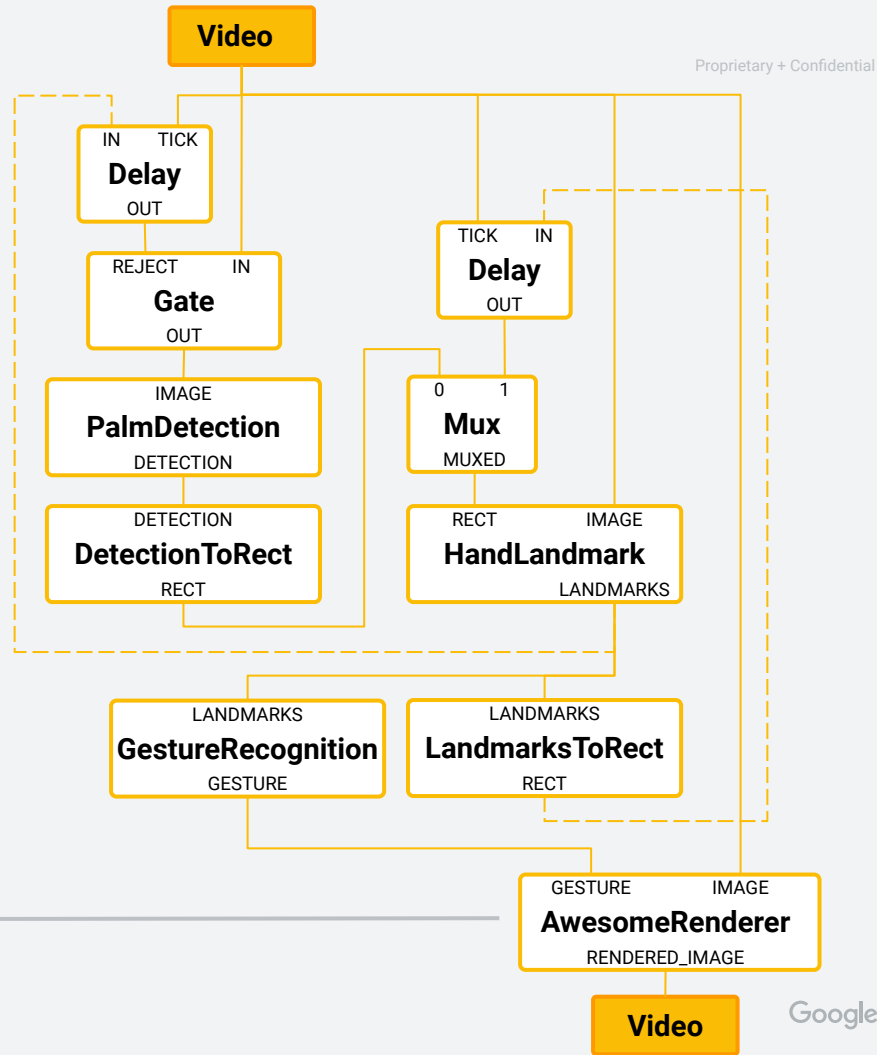 Video
Proprietary + Confidential
IN TICK
Delay
OUT
TICK IN
Delay
OUT
REJECT IN
Gate
OUT
IMAGE
PalmDetection
DETECTION
0 1
Mux
MUXED
DETECTION
DetectionToRect
RECT
RECT IMAGE
HandLandmark
LANDMARKS
LANDMARKS
GestureRecognition
GESTURE
LANDMARKS
LandmarksToRect
RECT
GESTURE IMAGE
AwesomeRenderer
RENDERED_IMAGE
Video
Google